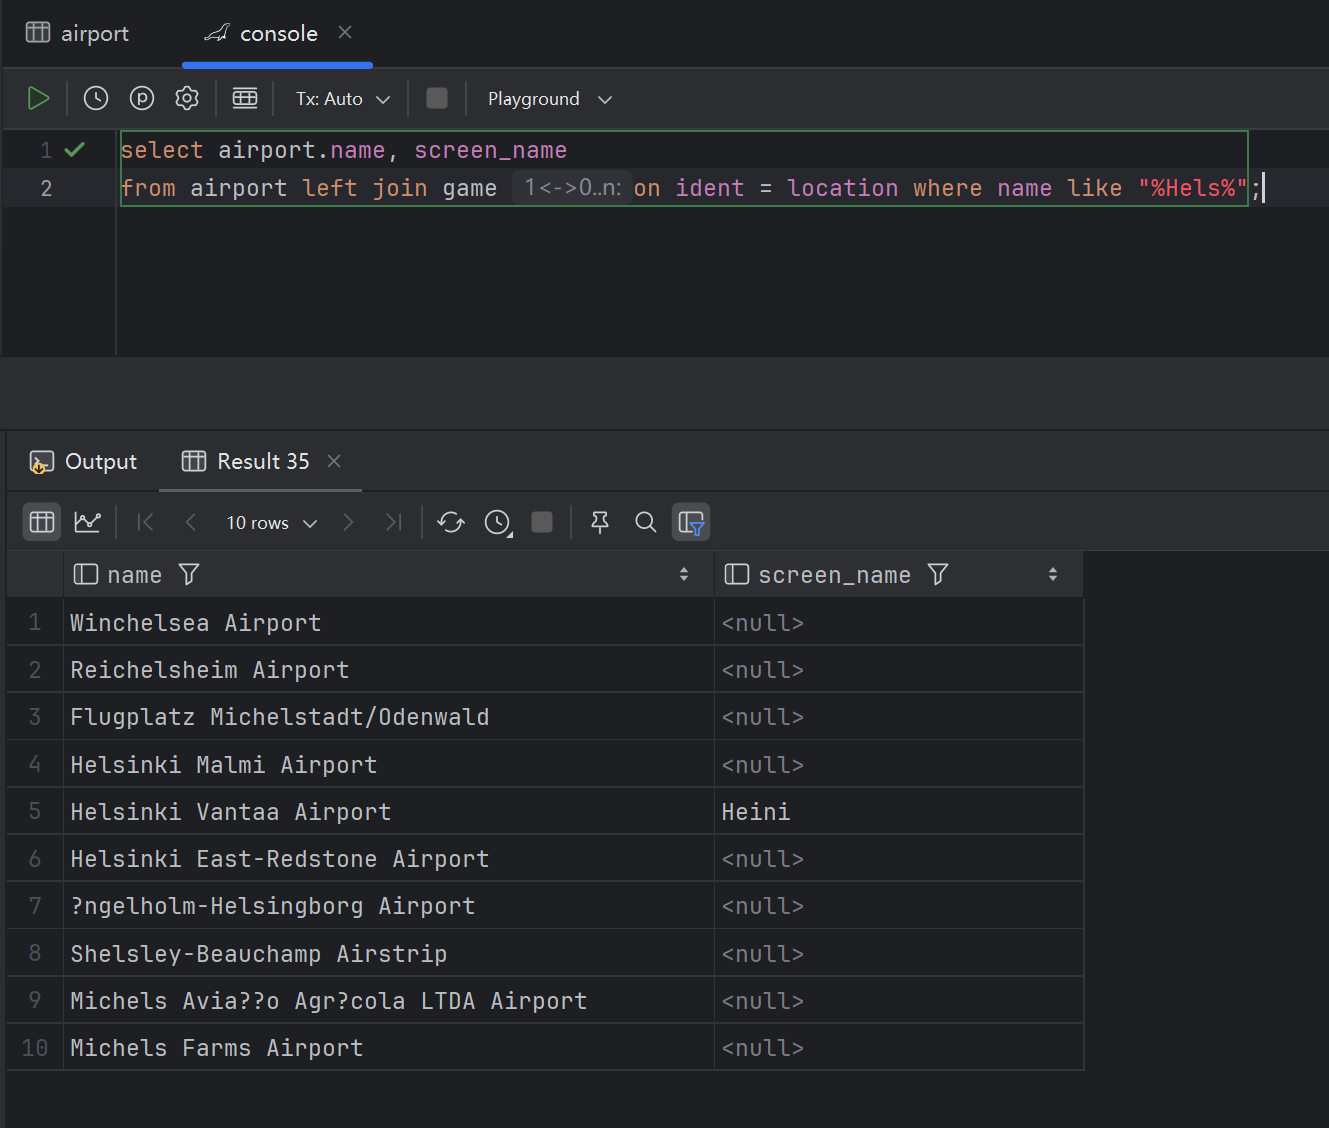 airport console
Tx: Auto Playground
1 select airport.name, screen_name
2 from airport left join game 1<->0..n: on ident = location where name like "%Hels%";
Output Result 35
10 rows
name screen_name
1 Winchelsea Airport <null>
2 Reichelsheim Airport <null>
3 Flugplatz Michelstadt/Odenwald <null>
4 Helsinki Malmi Airport <null>
5 Helsinki Vantaa Airport Heini
6 Helsinki East-Redstone Airport <null>
7 ?ngelholm-Helsingborg Airport <null>
8 Shelsley-Beauchamp Airstrip <null>
9 Michels Avia??o Agr?cola LTDA Airport <null>
10 Michels Farms Airport <null>